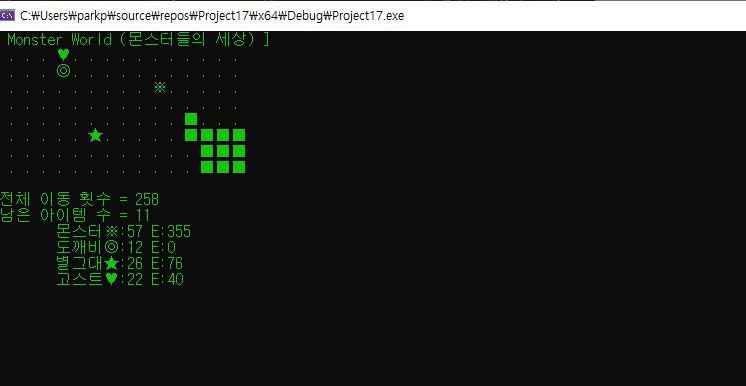 C:₩Users₩parkp₩source₩repos₩Project17₩x64₩Debug₩Project17.exe
Monster World (몬스터들의 세상) ]
. . . ♥ . . . . . . . . . . .
. . . ◎ . . . . . . . . . . .
. . . . . . . . . ※ . . . . .
. . . . . . . . . . . . . . .
. . . . . . . . . . . ■ . . .
. . . . . ★ . . . . . ■ ■ ■ ■
. . . . . . . . . . . . ■ ■ ■
. . . . . . . . . . . . ■ ■ ■
전체 이동 횟수 = 258
남은 아이템 수 = 11
몬스터※:57 E:355
도깨비◎:12 E:0
별그대★:26 E:76
고스트♥:22 E:40